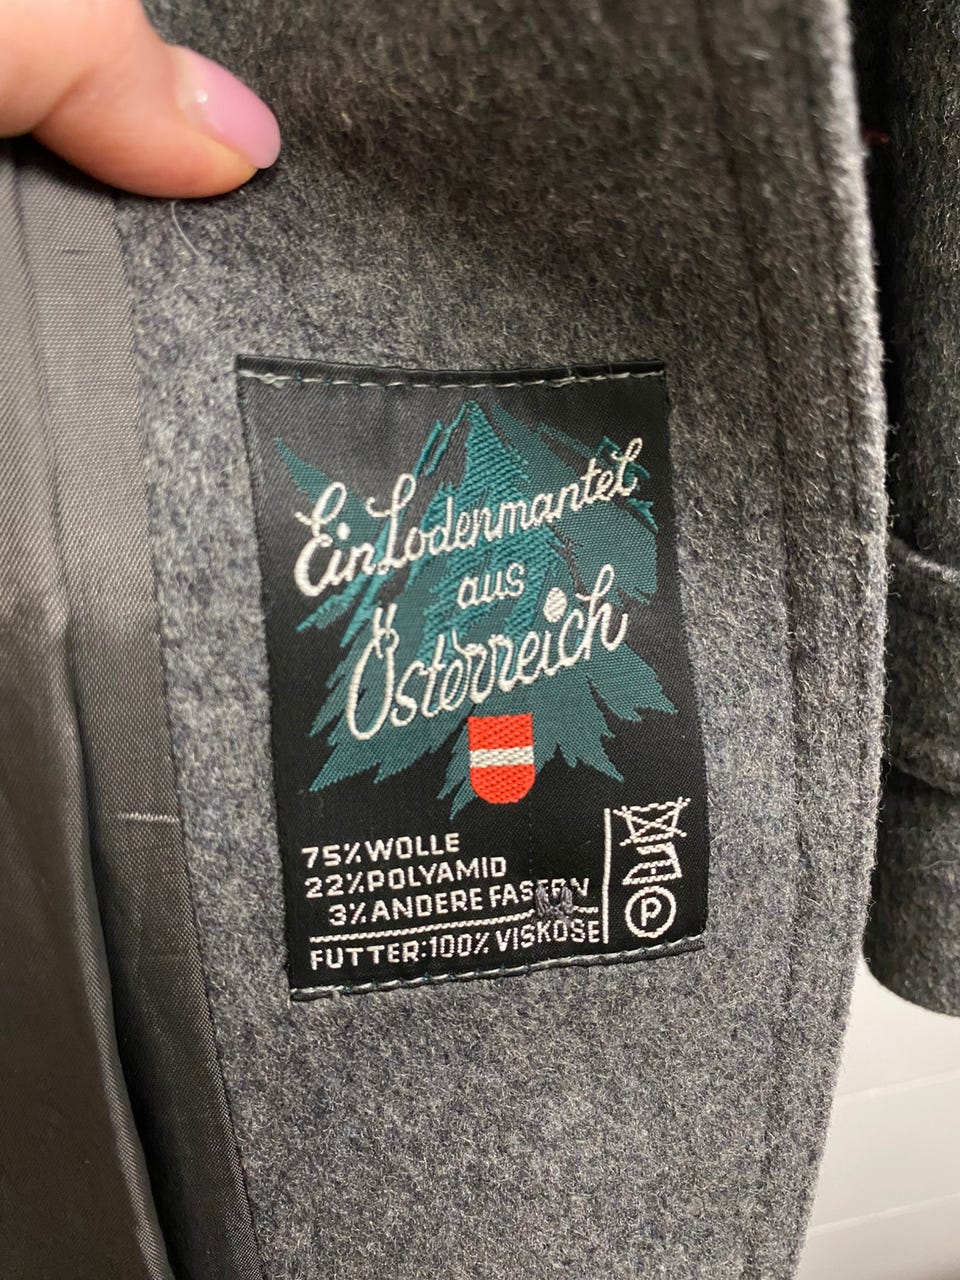 Ein Lodenmantel
aus
Österreich
75% WOLLE
22% POLYAMID
3% ANDERE FASERN
FUTTER: 100% VISKOSE
P